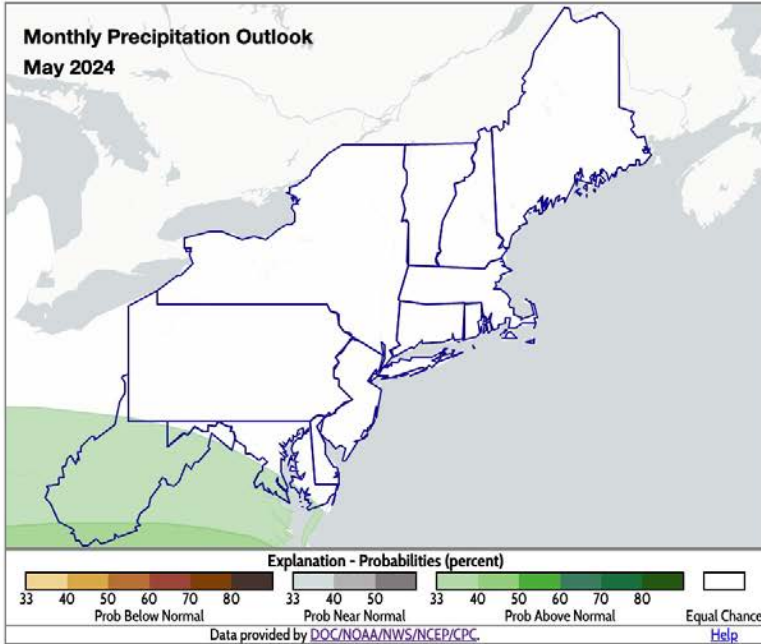 Monthly Precipitation Outlook
May 2024
Explanation - Probabilities (percent)
33 40 50 60 70 80 33 40 50 33 40 50 60 70 80
Prob Below Normal Prob Near Normal Prob Above Normal Equal Chance
Data provided by DOC/NOAA/NWS/NCEP/CPC. Help